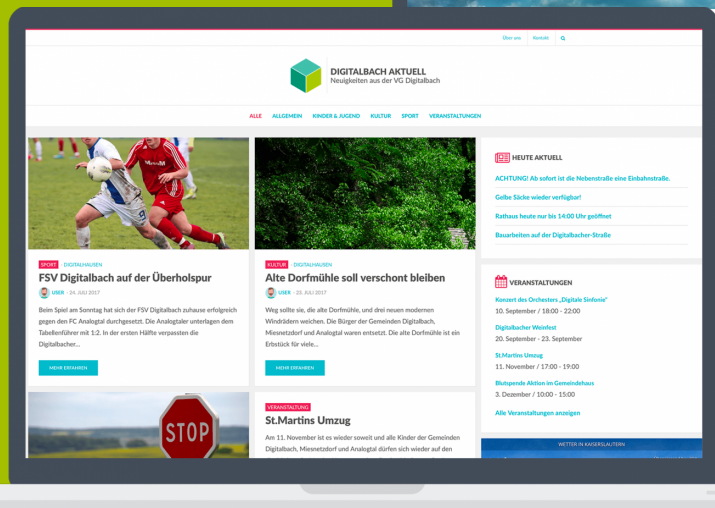 Über uns
Kontakt
DIGITALBACH AKTUELL
Neuigkeiten aus der VG Digitalbach
ALLE ALLGEMEIN KINDER & JUGEND KULTUR SPORT VERANSTALTUNGEN
SPORT · DIGITALHAUSEN
FSV Digitalbach auf der Überholspur
USER - 24. JULI 2017
Beim Spiel am Sonntag hat sich der FSV Digitalbach zuhause erfolgreich
gegen den FC Analogtal durchgesetzt. Die Analogtaler unterlagen dem
Tabellenführer mit 1:2. In der ersten Hälfte verpassten die
Digitalbacher...
MEHR ERFAHREN
KULTUR · DIGITALHAUSEN
Alte Dorfmühle soll verschont bleiben
USER - 23. JULI 2017
Weg sollte sie, die alte Dorfmühle, und drei neuen modernen
Windrädern weichen. Die Bürger der Gemeinden Digitalbach,
Miesnetzdorf und Analogtal waren entsetzt. Die alte Dorfmühle ist ein
Erbstück für viele...
MEHR ERFAHREN
STOP
VERANSTALTUNG
St.Martins Umzug
Am 11. November ist es wieder soweit und alle Kinder der Gemeinden
Digitalbach, Miesnetzdorf und Analogtal dürfen sich wieder auf den
HEUTE AKTUELL
ACHTUNG! Ab sofort ist die Nebenstraße eine Einbahnstraße.
Gelbe Säcke wieder verfügbar!
Rathaus heute nur bis 14:00 Uhr geöffnet
Bauarbeiten auf der Digitalbacher-Straße
VERANSTALTUNGEN
Konzert des Orchesters „Digitale Sinfonie"
10. September / 18:00 - 22:00
Digitalbacher Weinfest
20. September - 23. September
St.Martins Umzug
11. November / 17:00 - 19:00
Blutspende Aktion im Gemeindehaus
3. Dezember / 10:00 - 15:00
Alle Veranstaltungen anzeigen
WETTER IN KAISERSLAUTERN